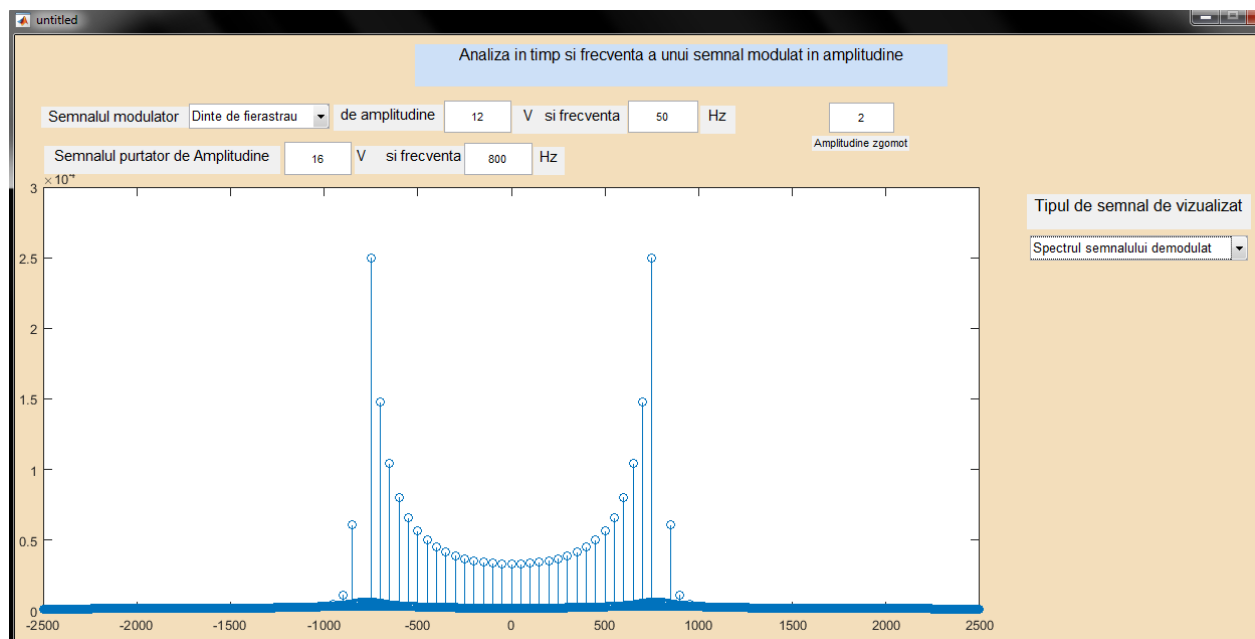 untitled
Analiza in timp si frecventa a unui semnal modulat in amplitudine
Semnalul modulator Dinte de fierastrau de amplitudine 12 V si frecventa 50 Hz 2
Amplitudine zgomot
Semnalul purtator de Amplitudine 16 V si frecventa 800 Hz
Tipul de semnal de vizualizat
Spectrul semnalului demodulat
3
2.5
2
1.5
1
0.5
0
-2500 -2000 -1500 -1000 -500 0 500 1000 1500 2000 2500